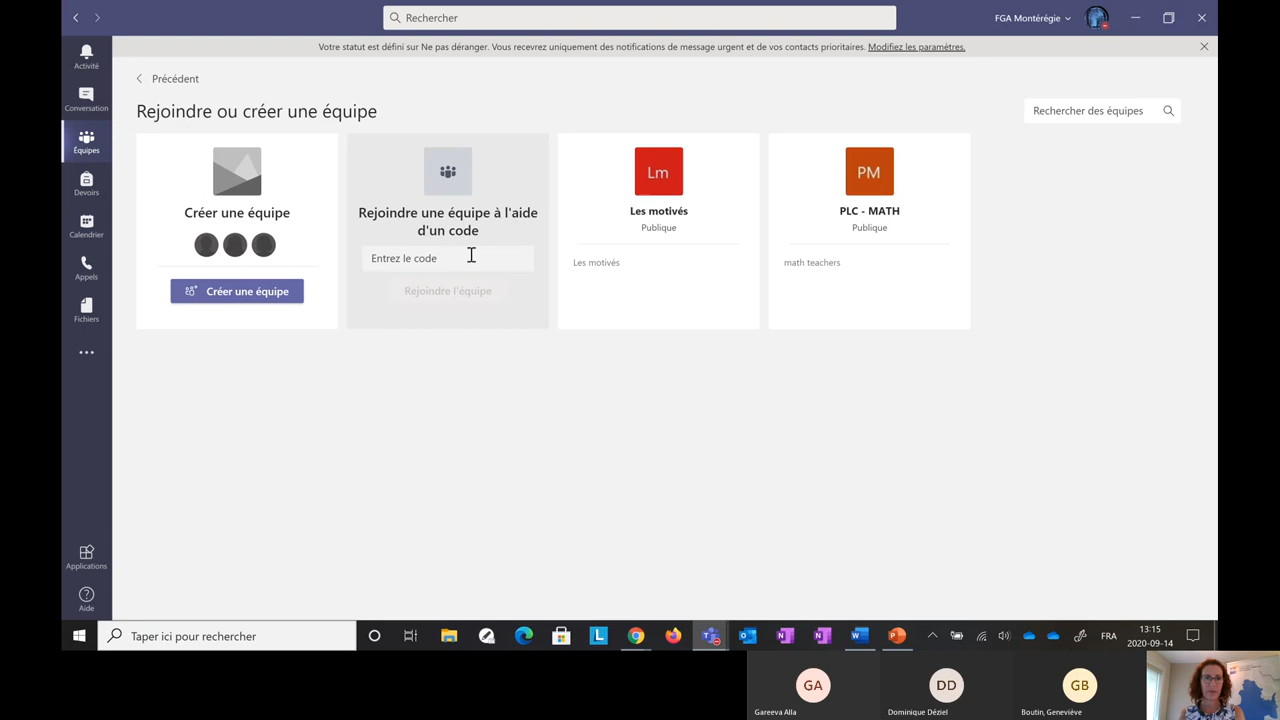 Rechercher
FGA Montérégie
Votre statut est défini sur Ne pas déranger. Vous recevrez uniquement des notifications de message urgent et de vos contacts prioritaires. Modifiez les paramètres.
Activité
Conversation
Équipes
Devoirs
Calendrier
Appels
Fichiers
Applications
Aide
Précédent
Rejoindre ou créer une équipe
Rechercher des équipes
Créer une équipe
Créer une équipe
Rejoindre une équipe à l'aide
d'un code
Entrez le code
Rejoindre l'équipe
Lm
Les motivés
Publique
Les motivés
PM
PLC - MATH
Publique
math teachers
Taper ici pour rechercher
L
FRA
13:15
2020-09-14
GA
Gareeva Alla
DD
Dominique Déziel
GB
Boutin, Geneviève